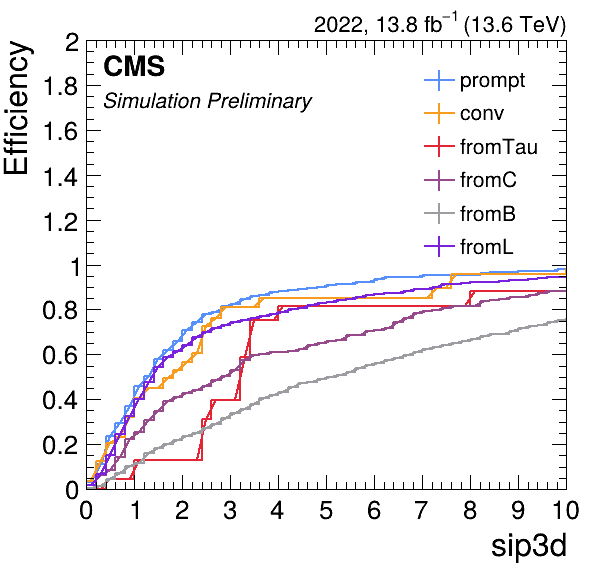 2022, 13.8 fb⁻¹ (13.6 TeV)
CMS
Simulation Preliminary
Efficiency
2
1.8
1.6
1.4
1.2
1
0.8
0.6
0.4
0.2
0
prompt
conv
fromTau
fromC
fromB
fromL
0 1 2 3 4 5 6 7 8 9 10
sip3d